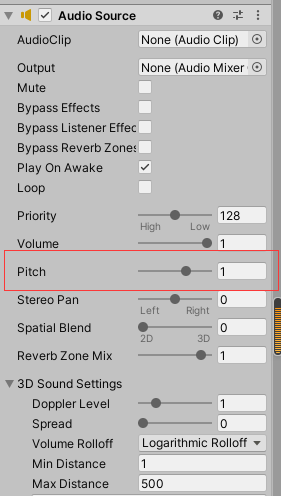 Audio Source
AudioClip None (Audio Clip)
Output None (Audio Mixer
Mute
Bypass Effects
Bypass Listener Effec
Bypass Reverb Zones
Play On Awake
Loop
Priority 128
High Low
Volume 1
Pitch 1
Stereo Pan 0
Left Right
Spatial Blend 0
2D 3D
Reverb Zone Mix 1
3D Sound Settings
Doppler Level 1
Spread 0
Volume Rolloff Logarithmic Rolloff
Min Distance 1
Max Distance 500